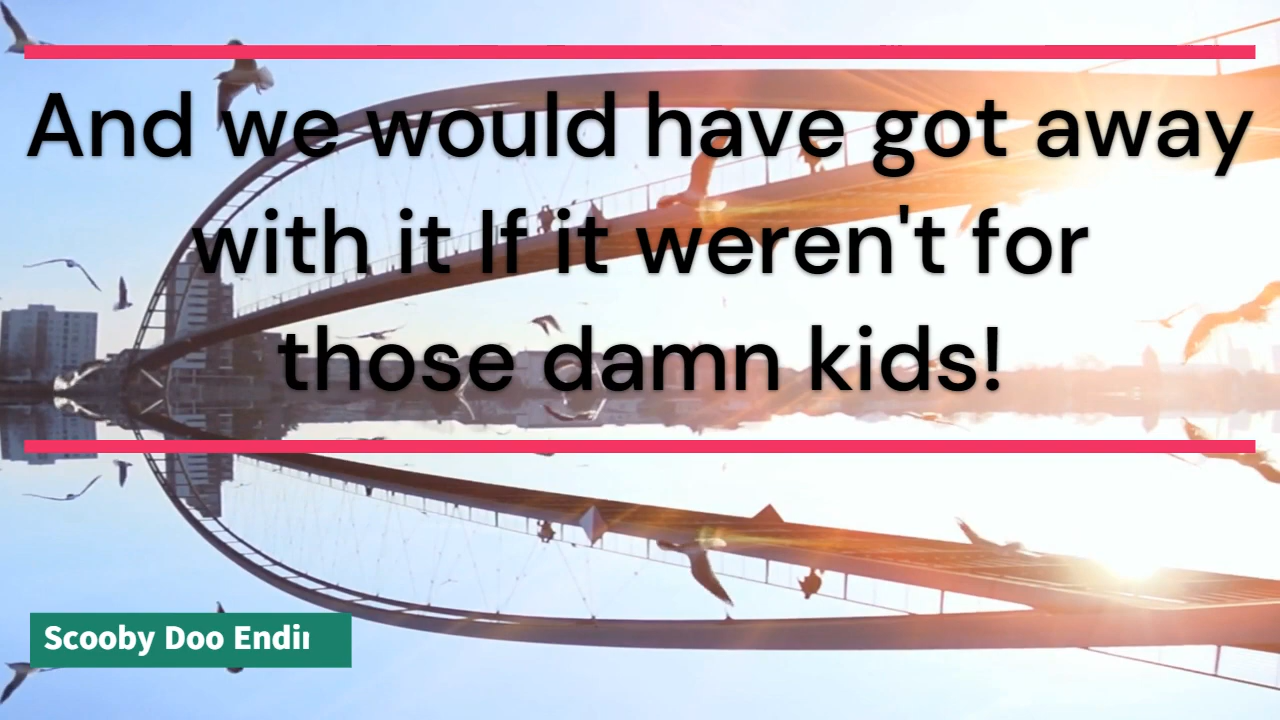 And we would have got away
with it If it weren't for
those damn kids!
Scooby Doo